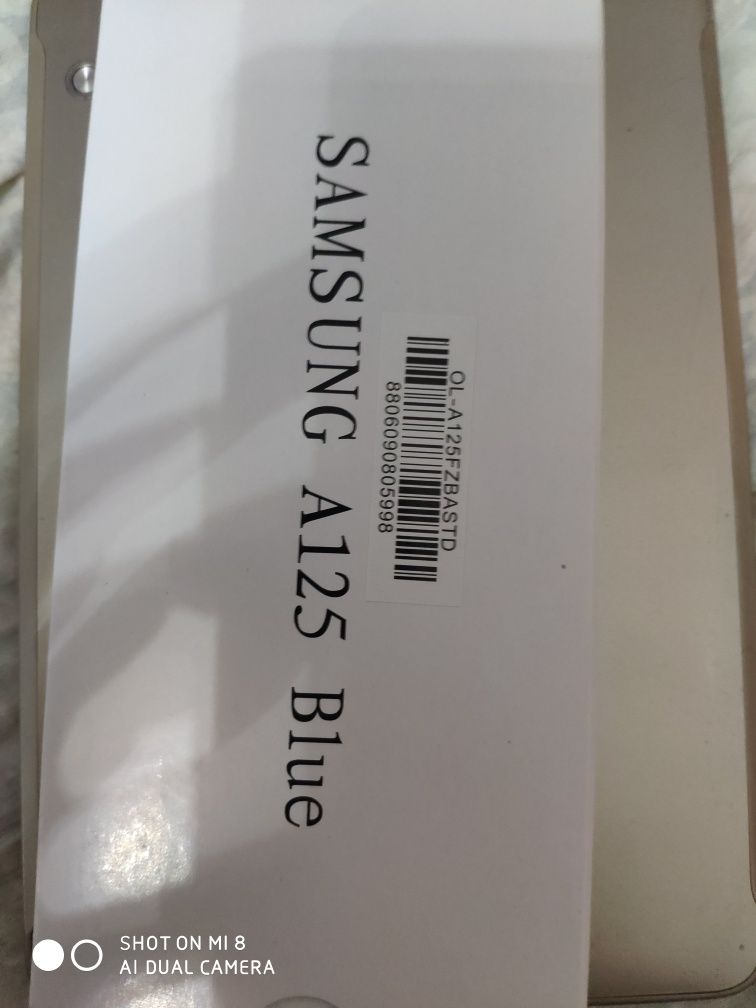 SAMSUNG A125 Blue
OL-A125FZBASTD
8806090805998
SHOT ON MI 8
AI DUAL CAMERA